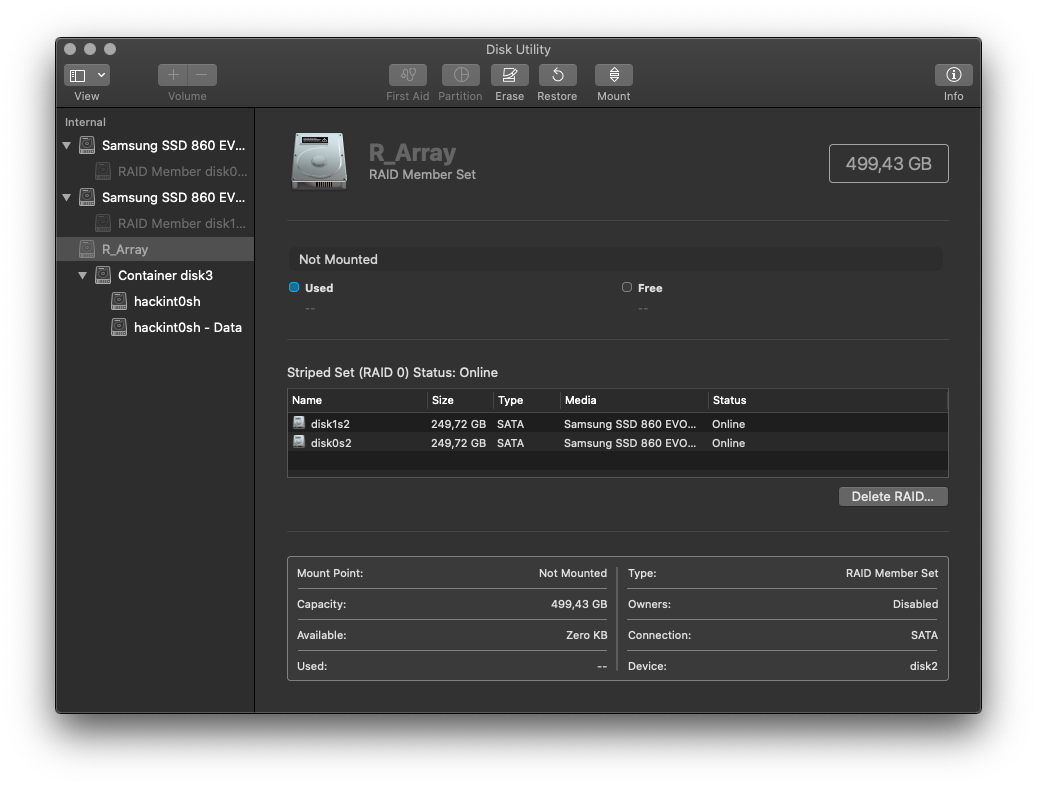 Disk Utility
View
Volume
First Aid
Partition
Erase
Restore
Mount
Info
Internal
Samsung SSD 860 EV...
RAID Member disk0...
Samsung SSD 860 EV...
RAID Member disk1...
R_Array
Container disk3
hackint0sh
hackint0sh - Data
R_Array
RAID Member Set
499,43 GB
Not Mounted
Used
--
Free
--
Striped Set (RAID 0) Status: Online
Name Size Type Media Status
disk1s2 249,72 GB SATA Samsung SSD 860 EVO... Online
disk0s2 249,72 GB SATA Samsung SSD 860 EVO... Online
Delete RAID...
Mount Point: Not Mounted
Capacity: 499,43 GB
Available: Zero KB
Used: --
Type: RAID Member Set
Owners: Disabled
Connection: SATA
Device: disk2